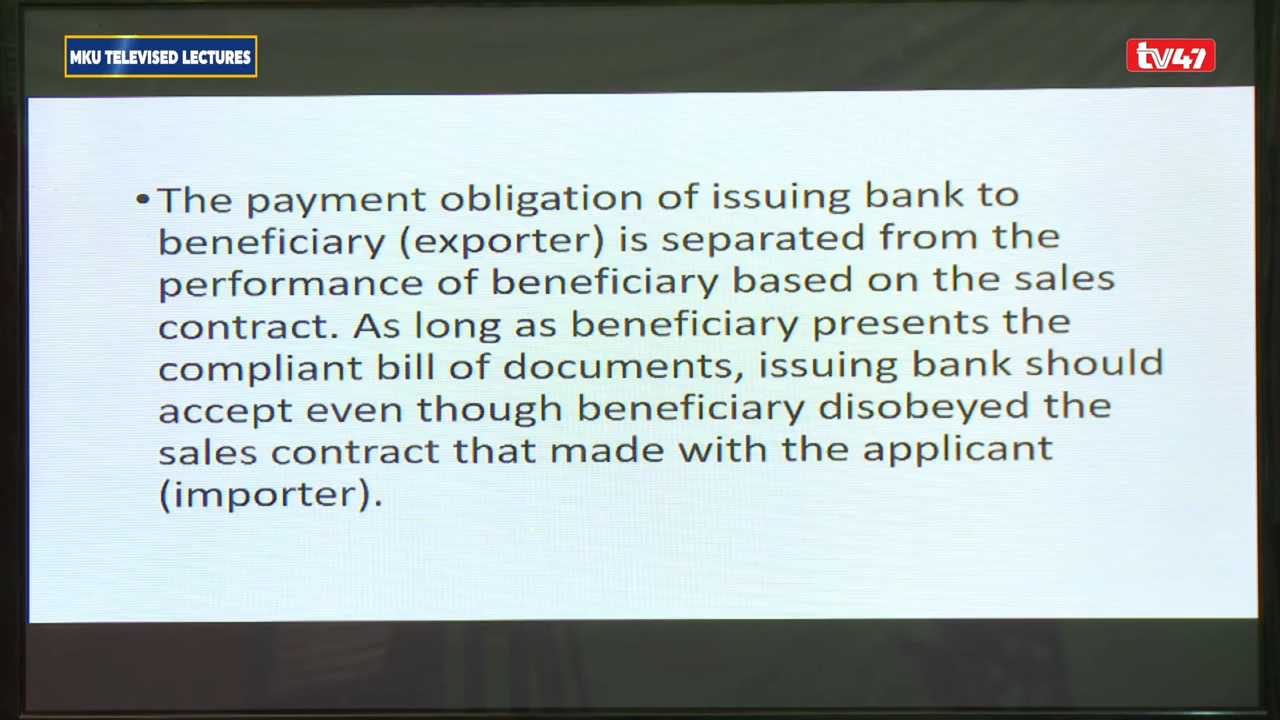 MKU TELEVISED LECTURES
tv47
• The payment obligation of issuing bank to
beneficiary (exporter) is separated from the
performance of beneficiary based on the sales
contract. As long as beneficiary presents the
compliant bill of documents, issuing bank should
accept even though beneficiary disobeyed the
sales contract that made with the applicant
(importer).